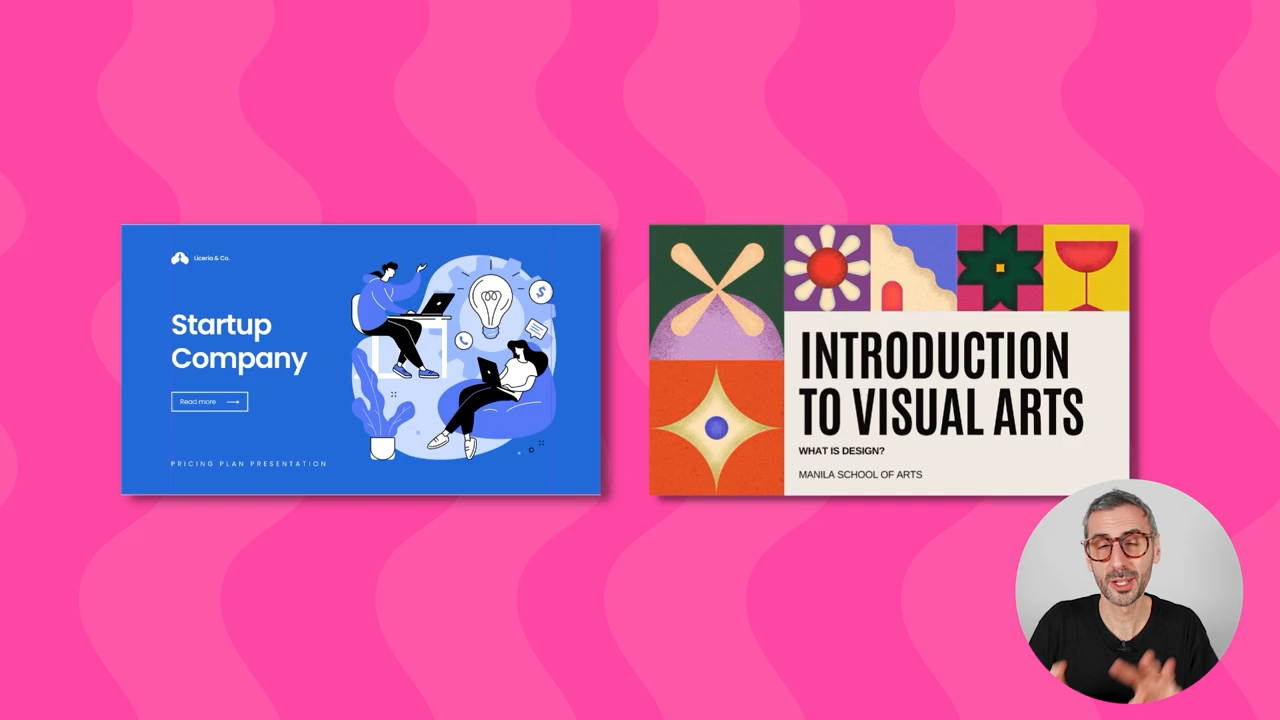 Liceria & Co.
Startup
Company
Read more
PRICING PLAN PRESENTATION
INTRODUCTION
TO VISUAL ARTS
WHAT IS DESIGN?
MANILA SCHOOL OF ARTS